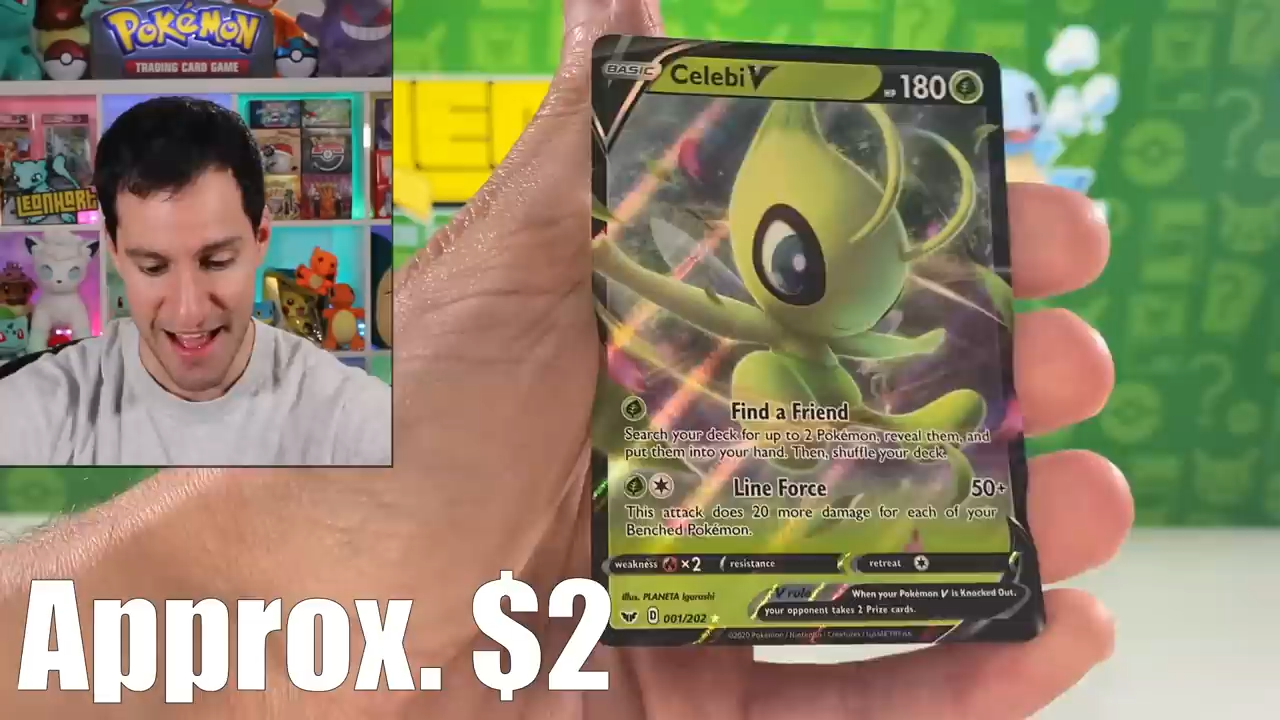 POKéMON
TRADING CARD GAME
LEONHART
BASIC
Celebi V
HP 180
Find a Friend
Search your deck for up to 2 Pokémon, reveal them, and
put them into your hand. Then, shuffle your deck.
Line Force 50+
This attack does 20 more damage for each of your
Benched Pokémon.
weakness ×2 resistance retreat
Illus. PLANETA Igarashi
V rule When your Pokémon V is Knocked Out,
your opponent takes 2 Prize cards.
D 001/202
©2020 Pokémon / Nintendo / Creatures / GAME FREAK
Approx. $2